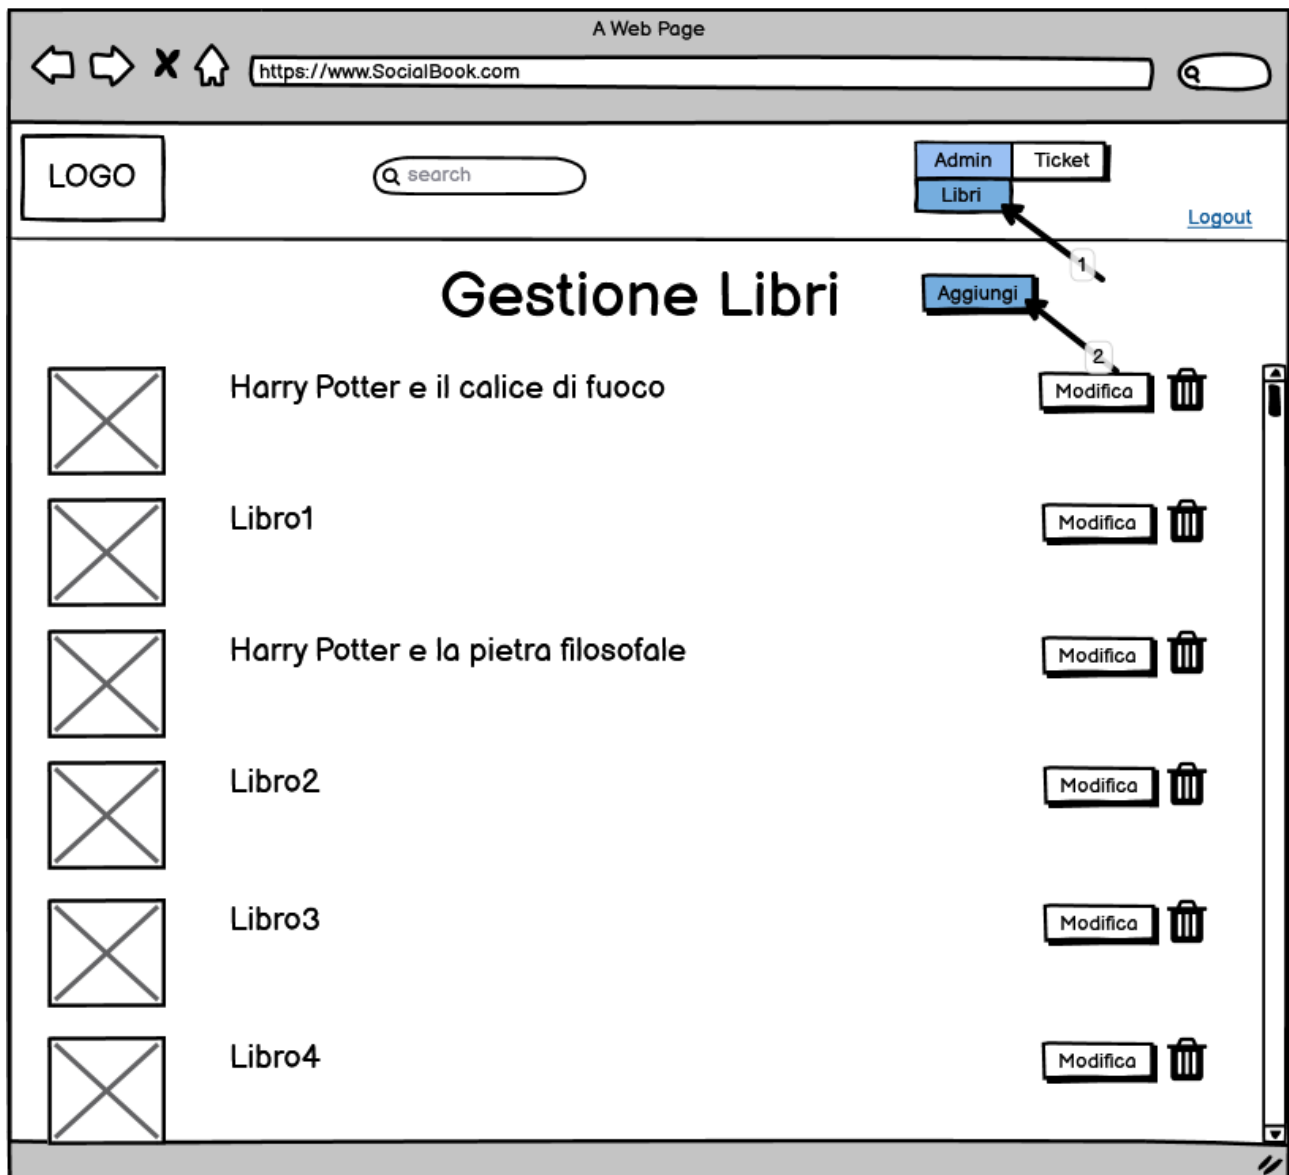 A Web Page
https://www.SocialBook.com
LOGO
search
Admin Ticket
Libri
Logout
1
Gestione Libri
Aggiungi
2
Harry Potter e il calice di fuoco
Modifica
Libro1
Modifica
Harry Potter e la pietra filosofale
Modifica
Libro2
Modifica
Libro3
Modifica
Libro4
Modifica